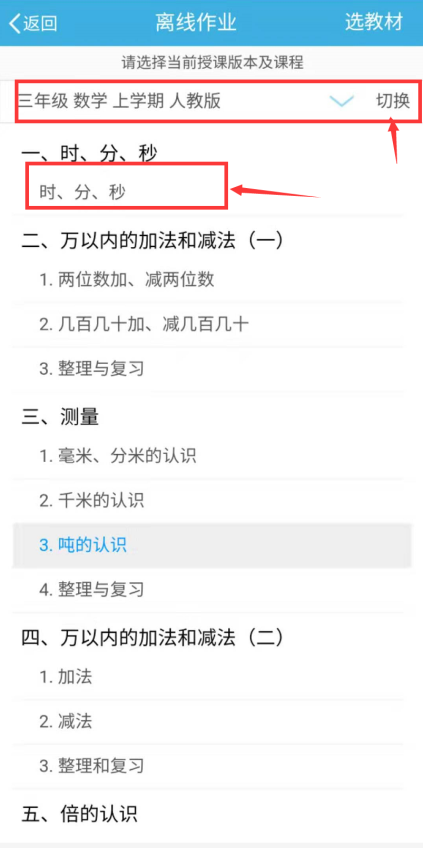 返回 离线作业 选教材
请选择当前授课版本及课程
三年级 数学 上学期 人教版 切换
一、时、分、秒
时、分、秒
二、万以内的加法和减法（一）
1. 两位数加、减两位数
2. 几百几十加、减几百几十
3. 整理与复习
三、测量
1. 毫米、分米的认识
2. 千米的认识
3. 吨的认识
4. 整理与复习
四、万以内的加法和减法（二）
1. 加法
2. 减法
3. 整理和复习
五、倍的认识